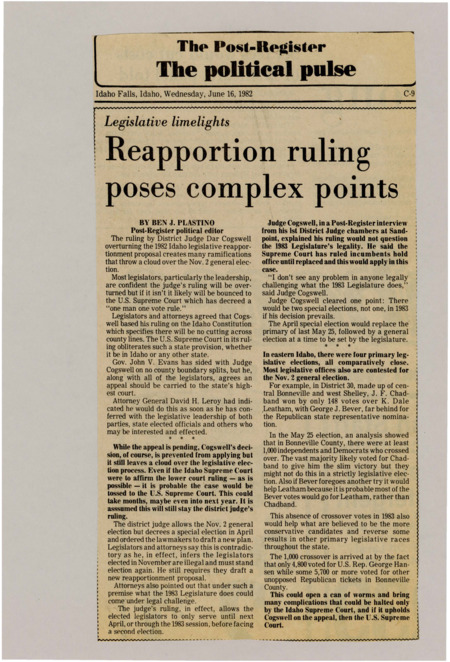 The Post-Register
The political pulse
Idaho Falls, Idaho, Wednesday, June 16, 1982 C-9
Legislative limelights
Reapportion ruling
poses complex points
BY BEN J. PLASTINO
Post-Register political editor
The ruling by District Judge Dar Cogswell
overturning the 1982 Idaho legislative reappor-
tionment proposal creates many ramifications
that throw a cloud over the Nov. 2 general elec-
tion.
Most legislators, particularly the leadership,
are confident the judge's ruling will be over-
turned but if it isn't it likely will be bounced to
the U.S. Supreme Court which has decreed a
"one man one vote rule."
Legislators and attorneys agreed that Cogs-
well based his ruling on the Idaho Constitution
which specifies there will be no cutting across
county lines. The U.S. Supreme Court in its rul-
ing obliterates such a state provision, whether
it be in Idaho or any other state.
Gov. John V. Evans has sided with Judge
Cogswell on no county boundary splits, but he,
along with all of the legislators, agrees an
appeal should be carried to the state's high-
est court.
Attorney General David H. Leroy had indi-
cated he would do this as soon as he has con-
ferred with the legislative leadership of both
parties, state elected officials and others who
may be interested and effected.
* * *
While the appeal is pending, Cogswell's deci-
sion, of course, is prevented from applying but
it still leaves a cloud over the legislative elec-
tion process. Even if the Idaho Supreme Court
were to affirm the lower court ruling — as is
possible — it is probable the case would be
tossed to the U.S. Supreme Court. This could
take months, maybe even into next year. It is
asssumed this will still stay the district judge's
ruling.
The district judge allows the Nov. 2 general
election but decrees a special election in April
and ordered the lawmakers to draft a new plan.
Legislators and attorneys say this is contradic-
tory as he, in effect, infers the legislators
elected in November are illegal and must stand
election again. He still requires they draft a
new reapportionment proposal.
Attorneys also pointed out that under such a
premise what the 1983 Legislature does could
come under legal challenge.
The judge's ruling, in effect, allows the
elected legislators to only serve until next
April, or through the 1983 session, before facing
a second election.
Judge Cogswell, in a Post-Register interview
from his 1st District Judge chambers at Sand-
point, explained his ruling would not question
the 1983 Legislature's legality. He said the
Supreme Court has ruled incumbents hold
office until replaced and this would apply in this
case.
"I don't see any problem in anyone legally
challenging what the 1983 Legislature does,"
said Judge Cogswell.
Judge Cogswell cleared one point: There
would be two special elections, not one, in 1983
if his decision prevails.
The April special election would replace the
primary of last May 25, followed by a general
election at a time to be set by the legislature.
* * *
In eastern Idaho, there were four primary leg-
islative elections, all comparatively close.
Most legislative offices also are contested for
the Nov. 2 general election.
For example, in District 30, made up of cen-
tral Bonneville and west Shelley, J. F. Chad-
band won by only 148 votes over K. Dale
Leatham, with George J. Bever, far behind for
the Republican state representative nomina-
tion.
In the May 25 election, an analysis showed
that in Bonneville County, there were at least
1,000 independents and Democrats who crossed
over. The vast majority likely voted for Chad-
band to give him the slim victory but they
might not do this in a strictly legislative elec-
tion. Also if Bever foregoes another try it would
help Leatham because it is probable most of the
Bever votes would go for Leatham, rather than
Chadband.
This absence of crossover votes in 1983 also
would help what are believed to be the more
conservative candidates and reverse some
results in other primary legislative races
throughout the state.
The 1,000 crossover in arrived at by the fact
that only 4,800 voted for U.S. Rep. George Han-
sen while some 5,700 or more voted for other
unopposed Republican tickets in Bonneville
County.
This could open a can of worms and bring
many complications that could be halted only
by the Idaho Supreme Court, and if it upholds
Cogswell on the appeal, then the U.S. Supreme
Court.